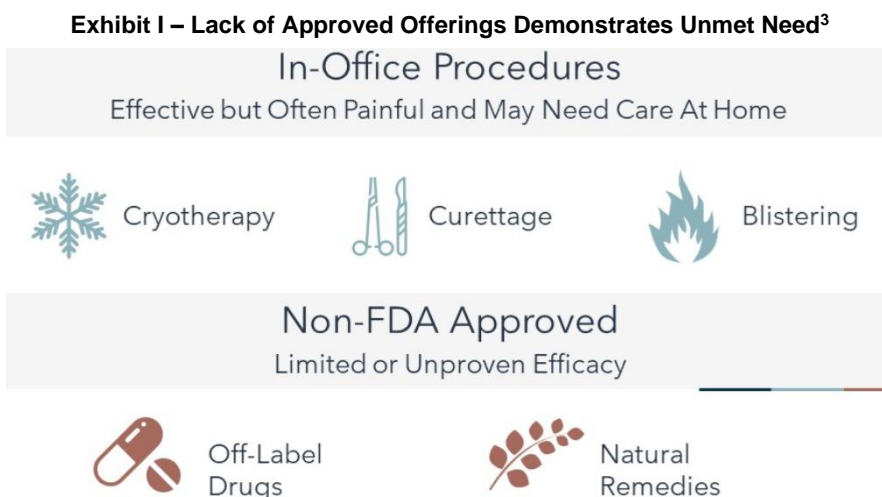 Exhibit I – Lack of Approved Offerings Demonstrates Unmet Need3
In-Office Procedures
Effective but Often Painful and May Need Care At Home
Cryotherapy
Curettage
Blistering
Non-FDA Approved
Limited or Unproven Efficacy
Off-Label
Drugs
Natural
Remedies